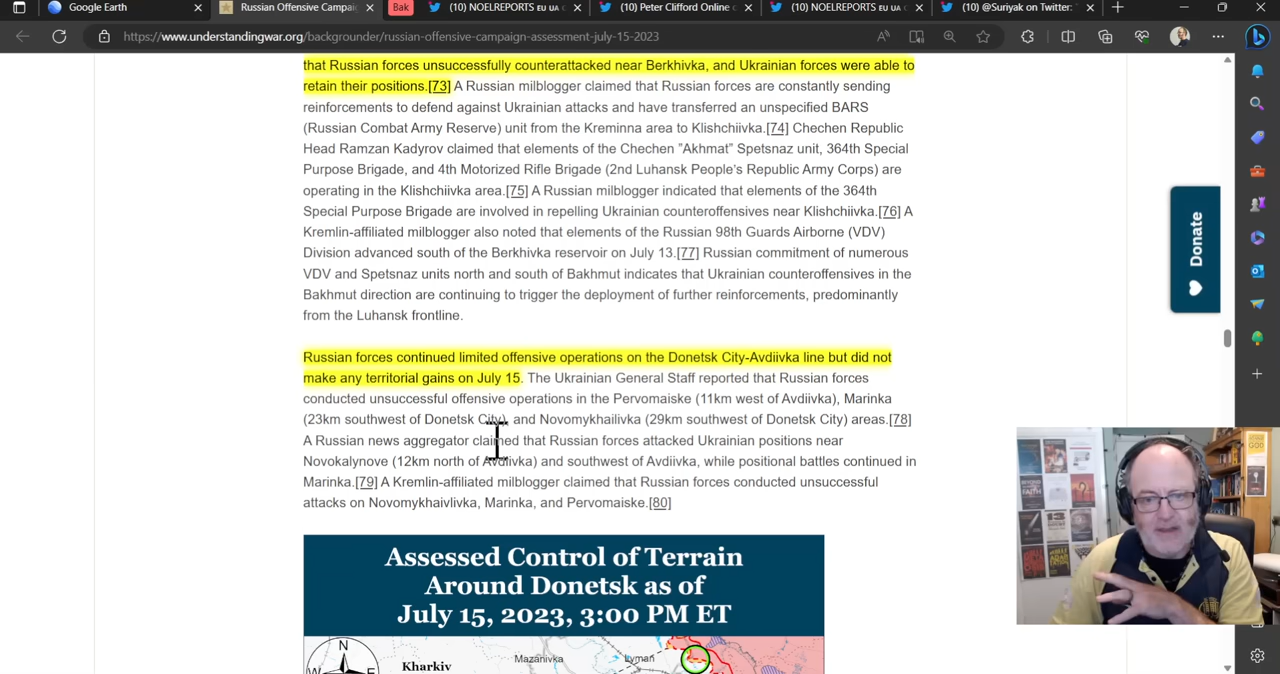 Google Earth
Russian Offensive Campai
Bak
(10) NOELREPORTS EU UA
(10) Peter Clifford Online
(10) NOELREPORTS EU UA
(10) @Suriyak on Twitter:
https://www.understandingwar.org/backgrounder/russian-offensive-campaign-assessment-july-15-2023
that Russian forces unsuccessfully counterattacked near Berkhivka, and Ukrainian forces were able to
retain their positions.[73] A Russian milblogger claimed that Russian forces are constantly sending
reinforcements to defend against Ukrainian attacks and have transferred an unspecified BARS
(Russian Combat Army Reserve) unit from the Kreminna area to Klishchiivka.[74] Chechen Republic
Head Ramzan Kadyrov claimed that elements of the Chechen "Akhmat" Spetsnaz unit, 364th Special
Purpose Brigade, and 4th Motorized Rifle Brigade (2nd Luhansk People's Republic Army Corps) are
operating in the Klishchiivka area.[75] A Russian milblogger indicated that elements of the 364th
Special Purpose Brigade are involved in repelling Ukrainian counteroffensives near Klishchiivka.[76] A
Kremlin-affiliated milblogger also noted that elements of the Russian 98th Guards Airborne (VDV)
Division advanced south of the Berkhivka reservoir on July 13.[77] Russian commitment of numerous
VDV and Spetsnaz units north and south of Bakhmut indicates that Ukrainian counteroffensives in the
Bakhmut direction are continuing to trigger the deployment of further reinforcements, predominantly
from the Luhansk frontline.
Russian forces continued limited offensive operations on the Donetsk City-Avdiivka line but did not
make any territorial gains on July 15. The Ukrainian General Staff reported that Russian forces
conducted unsuccessful offensive operations in the Pervomaiske (11km west of Avdiivka), Marinka
(23km southwest of Donetsk City), and Novomykhailivka (29km southwest of Donetsk City) areas.[78]
A Russian news aggregator claimed that Russian forces attacked Ukrainian positions near
Novokalynove (12km north of Avdiivka) and southwest of Avdiivka, while positional battles continued in
Marinka.[79] A Kremlin-affiliated milblogger claimed that Russian forces conducted unsuccessful
attacks on Novomykhaivlivka, Marinka, and Pervomaiske.[80]
Assessed Control of Terrain
Around Donetsk as of
July 15, 2023, 3:00 PM ET
N
W
E
Kharkiv
Mazanivka
Lyman
Donate